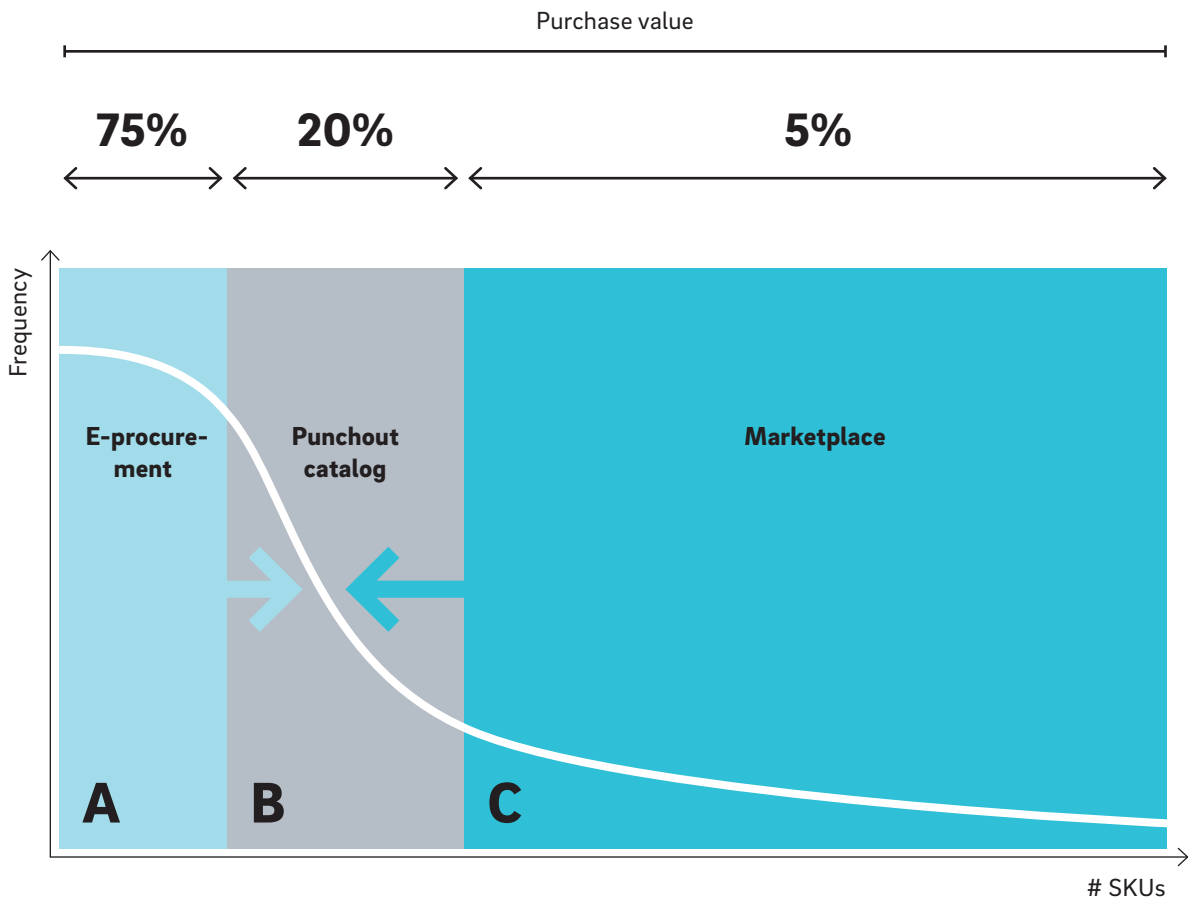 Purchase value
75%
20%
5%
Frequency
E-procure-
ment
Punchout
catalog
Marketplace
A
B
C
# SKUs